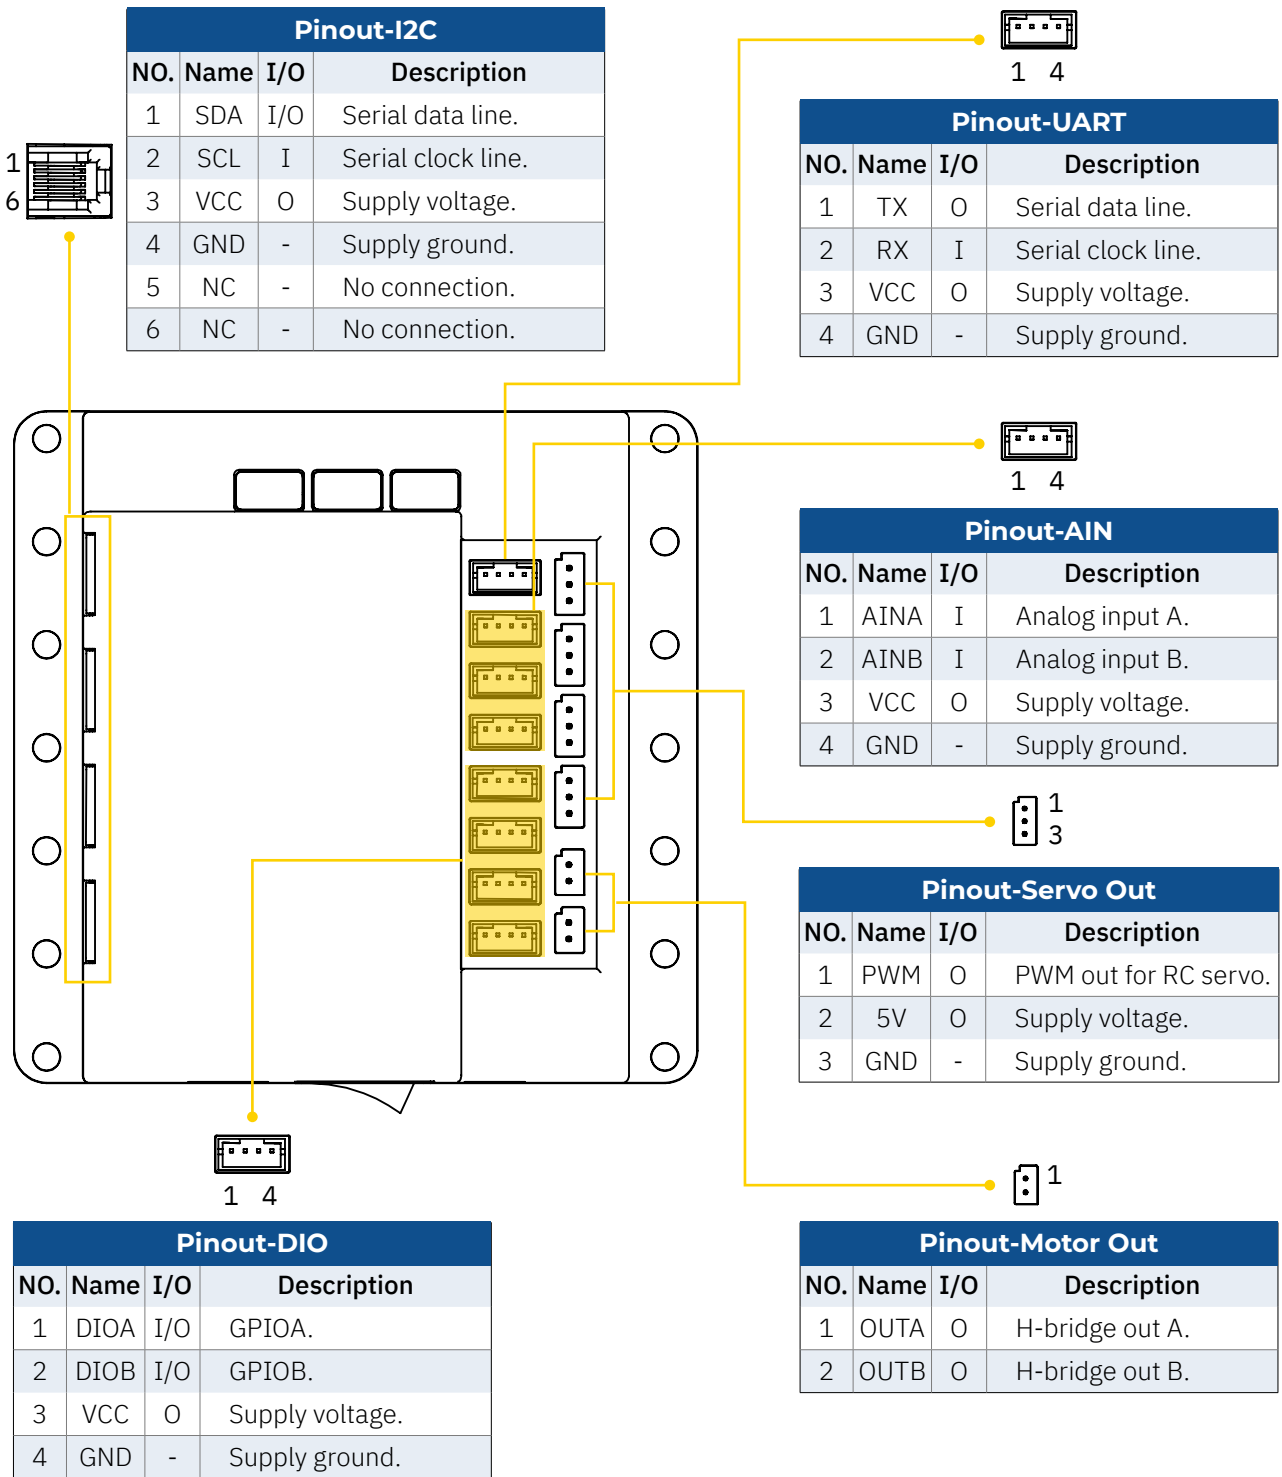 Pinout-I2C
NO. Name I/O Description
1 SDA I/O Serial data line.
2 SCL I Serial clock line.
3 VCC O Supply voltage.
4 GND - Supply ground.
5 NC - No connection.
6 NC - No connection.
1
6
1 4
Pinout-UART
NO. Name I/O Description
1 TX O Serial data line.
2 RX I Serial clock line.
3 VCC O Supply voltage.
4 GND - Supply ground.
1 4
Pinout-AIN
NO. Name I/O Description
1 AINA I Analog input A.
2 AINB I Analog input B.
3 VCC O Supply voltage.
4 GND - Supply ground.
1
3
Pinout-Servo Out
NO. Name I/O Description
1 PWM O PWM out for RC servo.
2 5V O Supply voltage.
3 GND - Supply ground.
1 4
Pinout-DIO
NO. Name I/O Description
1 DIOA I/O GPIOA.
2 DIOB I/O GPIOB.
3 VCC O Supply voltage.
4 GND - Supply ground.
1
Pinout-Motor Out
NO. Name I/O Description
1 OUTA O H-bridge out A.
2 OUTB O H-bridge out B.